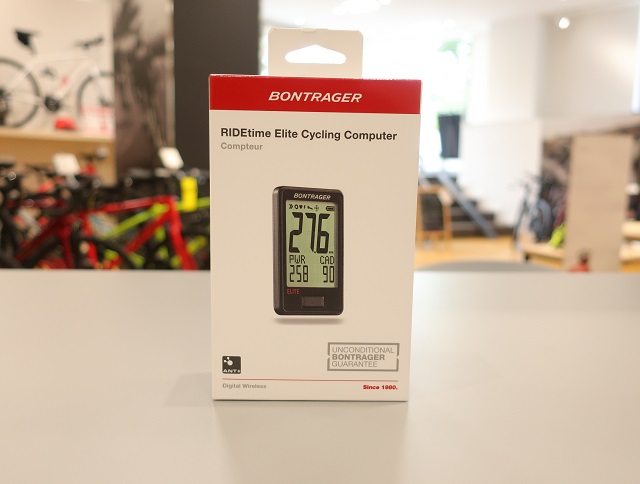 BONTRAGER
RIDEtime Elite Cycling Computer
Compteur
BONTRAGER
27.6
PWR CAD
258 90
ELITE
UNCONDITIONAL
BONTRAGER
GUARANTEE
ANT+
Digital Wireless
Since 1980.